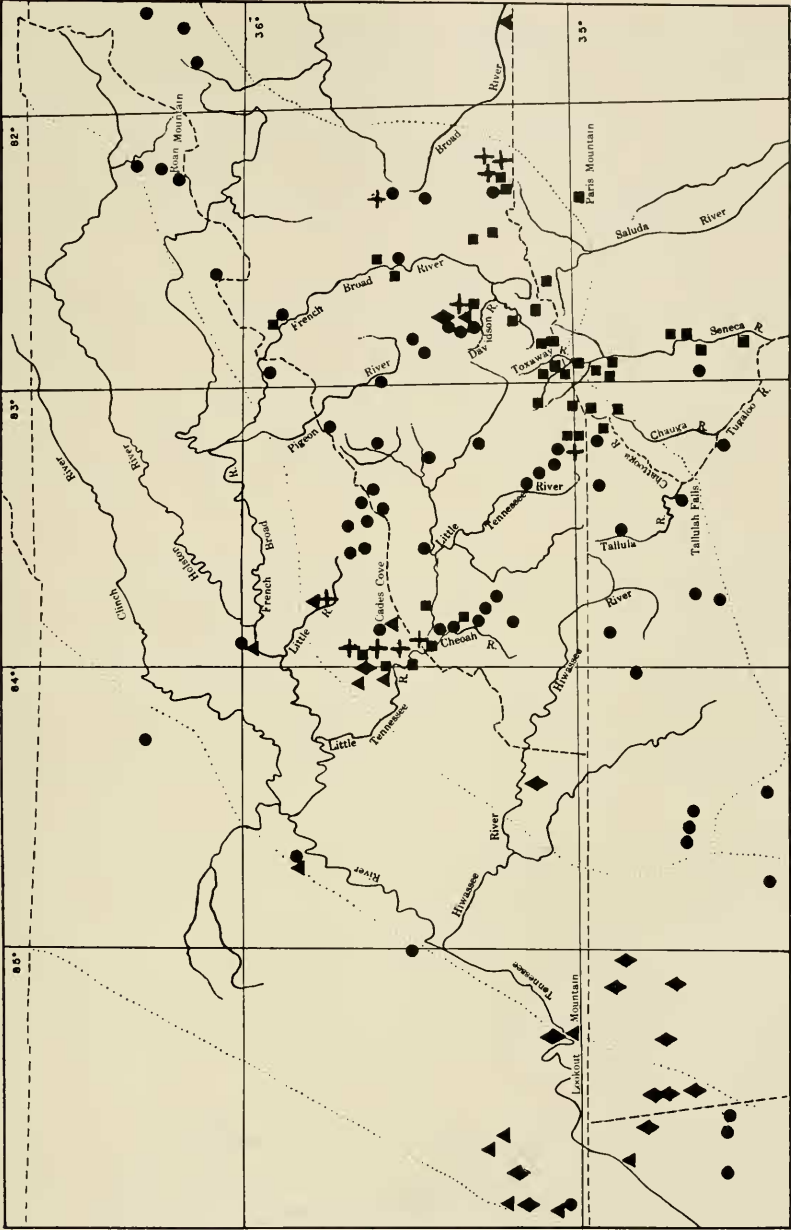 36°
35°
82°
83°
84°
85°
Roan Mountain
River
Broad
Paris Mountain
Saluda
River
French
Broad
River
Davidson R.
Toxaway R.
Seneca R.
Pigeon
River
Chauga R.
Tugaloo R.
Chattooga R.
Tallulah Falls
Tallula R.
River
Clinch
River
Holston
French
Broad
R.
Little R.
Cades Cove
Little
Tennessee
River
Cheoah R.
Little
Tennessee
R.
Hiwassee
River
Hiwassee
River
River
Tennessee
Lookout Mountain